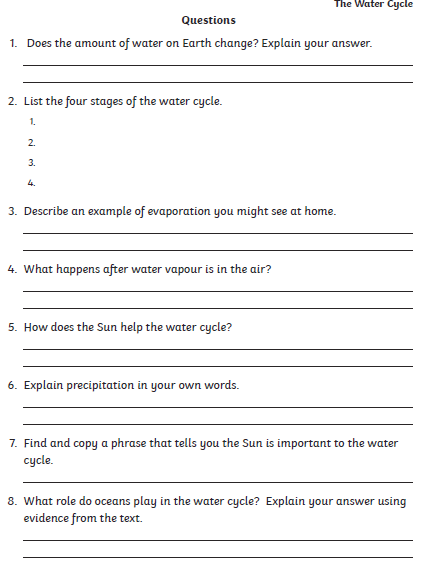 The Water Cycle
Questions
1. Does the amount of water on Earth change? Explain your answer.
2. List the four stages of the water cycle.
1.
2.
3.
4.
3. Describe an example of evaporation you might see at home.
4. What happens after water vapour is in the air?
5. How does the Sun help the water cycle?
6. Explain precipitation in your own words.
7. Find and copy a phrase that tells you the Sun is important to the water
cycle.
8. What role do oceans play in the water cycle? Explain your answer using
evidence from the text.